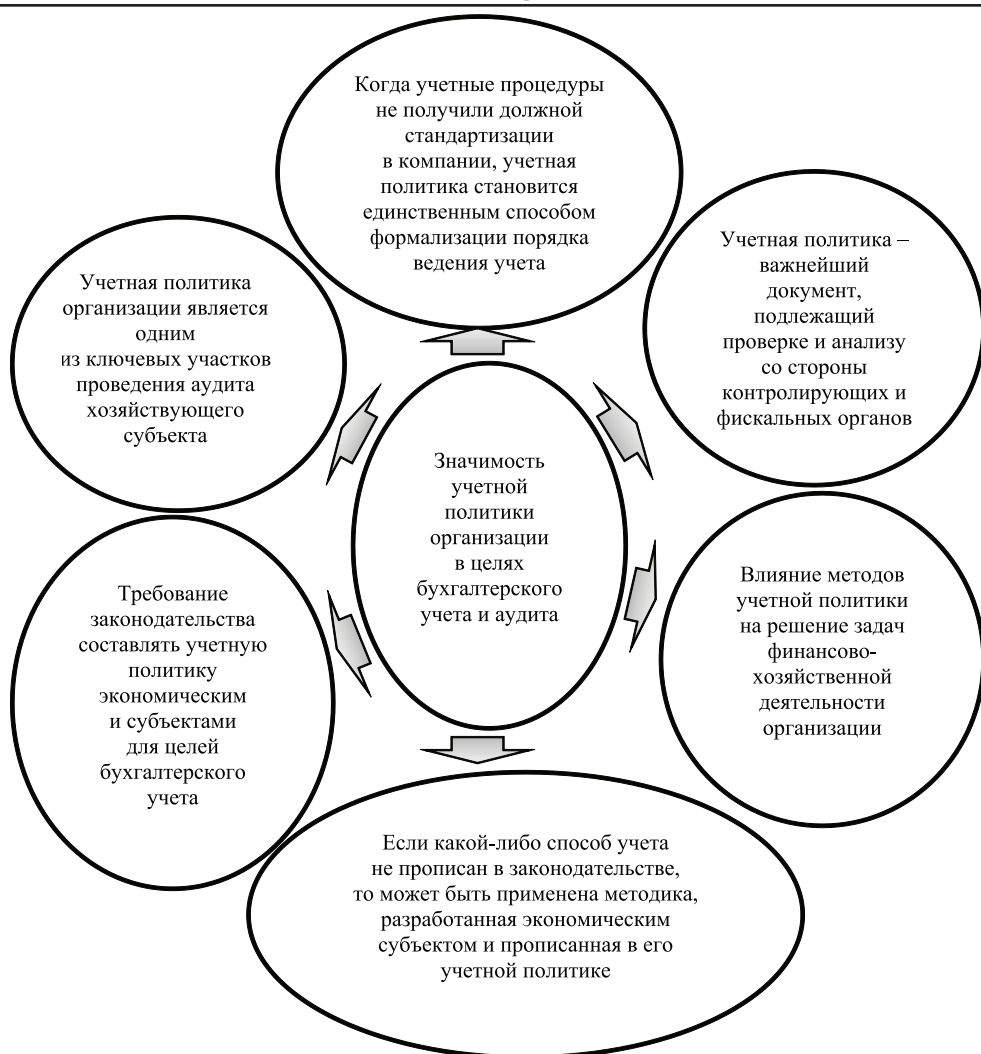 Когда учетные процедуры
не получили должной
стандартизации
в компании, учетная
политика становится
единственным способом
формализации порядка
ведения учета
Учетная политика –
важнейший
документ,
подлежащий
проверке и анализу
со стороны
контролирующих и
фискальных органов
Учетная политика
организации является
одним
из ключевых участков
проведения аудита
хозяйствующего
субъекта
Значимость
учетной
политики
организации
в целях
бухгалтерского
учета и аудита
Требование
законодательства
составлять учетную
политику
экономическим
и субъектами
для целей
бухгалтерского
учета
Влияние методов
учетной политики
на решение задач
финансово-
хозяйственной
деятельности
организации
Если какой-либо способ учета
не прописан в законодательстве,
то может быть применена методика,
разработанная экономическим
субъектом и прописанная в его
учетной политике